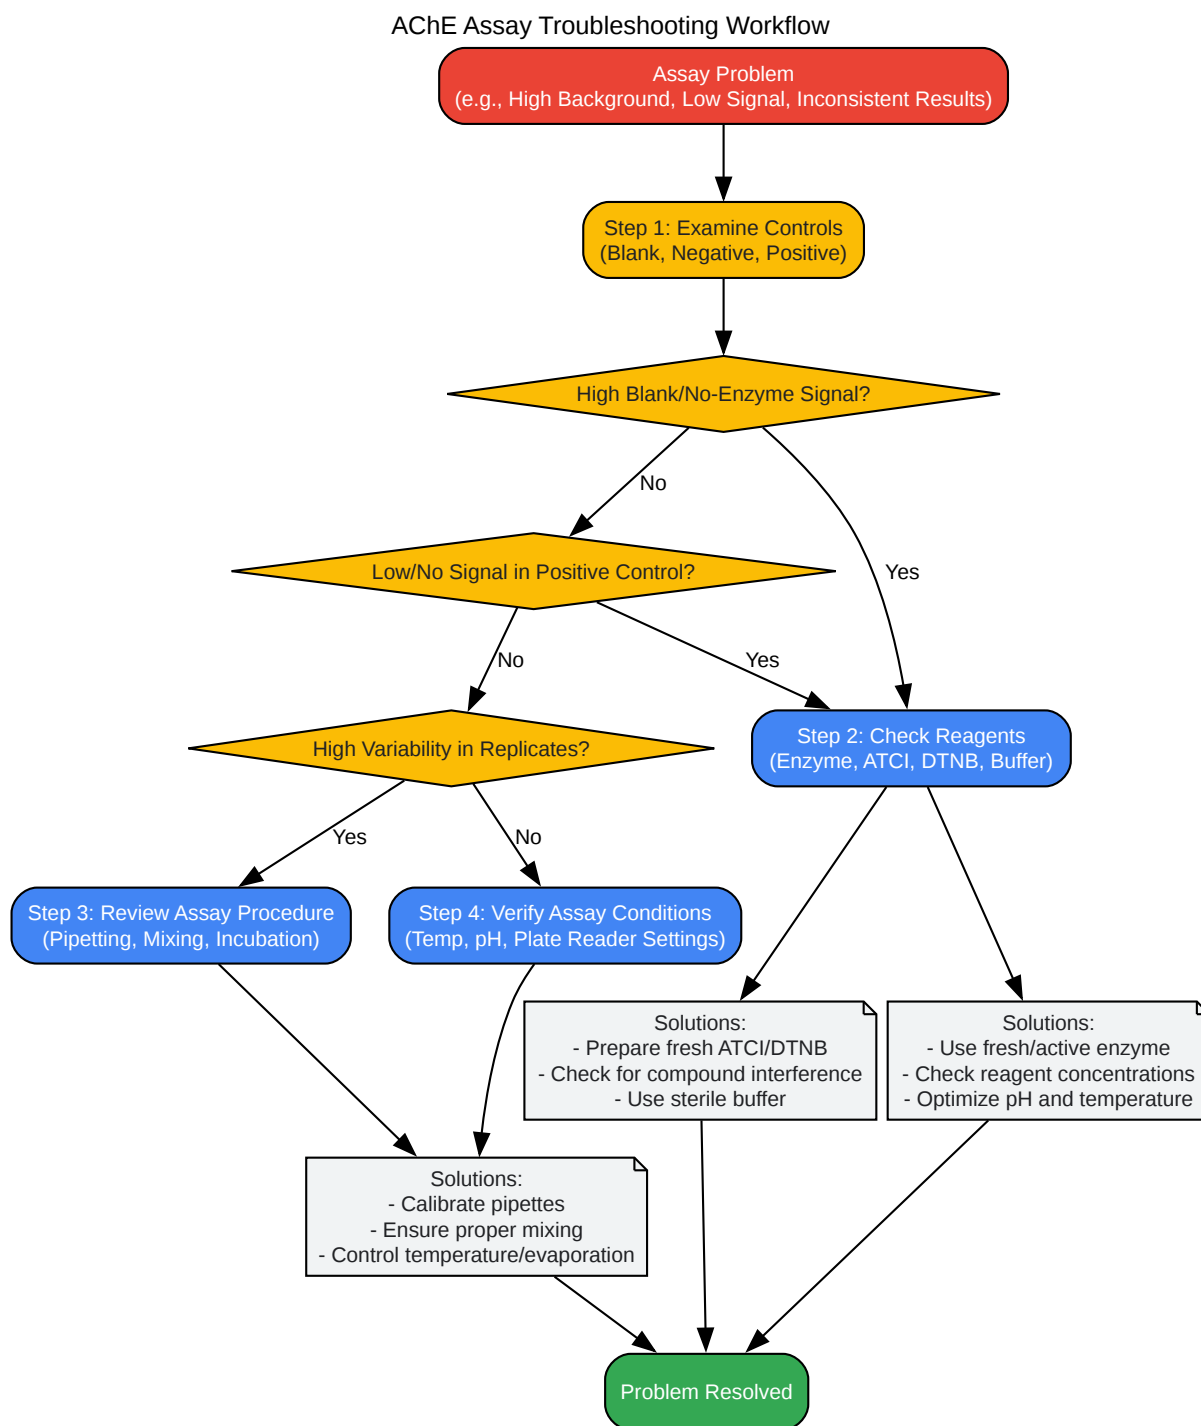 AChE Assay Troubleshooting Workflow
Assay Problem
(e.g., High Background, Low Signal, Inconsistent Results)
Step 1: Examine Controls
(Blank, Negative, Positive)
High Blank/No-Enzyme Signal?
No
Low/No Signal in Positive Control?
Yes
No
Yes
High Variability in Replicates?
Step 2: Check Reagents
(Enzyme, ATCI, DTNB, Buffer)
Yes
No
Step 3: Review Assay Procedure
(Pipetting, Mixing, Incubation)
Step 4: Verify Assay Conditions
(Temp, pH, Plate Reader Settings)
Solutions:
- Prepare fresh ATCI/DTNB
- Check for compound interference
- Use sterile buffer
Solutions:
- Use fresh/active enzyme
- Check reagent concentrations
- Optimize pH and temperature
Solutions:
- Calibrate pipettes
- Ensure proper mixing
- Control temperature/evaporation
Problem Resolved